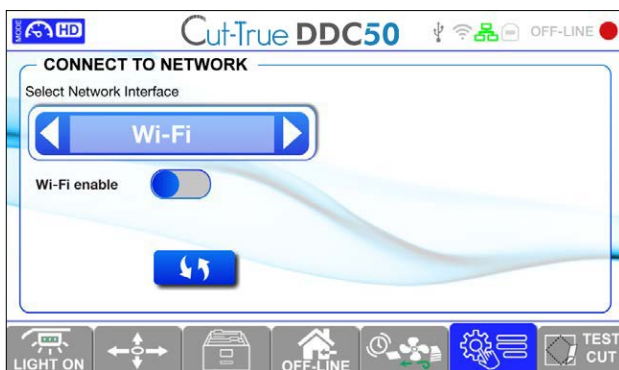 MODE
HD
Cut-True DDC50
OFF-LINE
CONNECT TO NETWORK
Select Network Interface
Wi-Fi
Wi-Fi enable
LIGHT ON
OFF-LINE
TEST
CUT